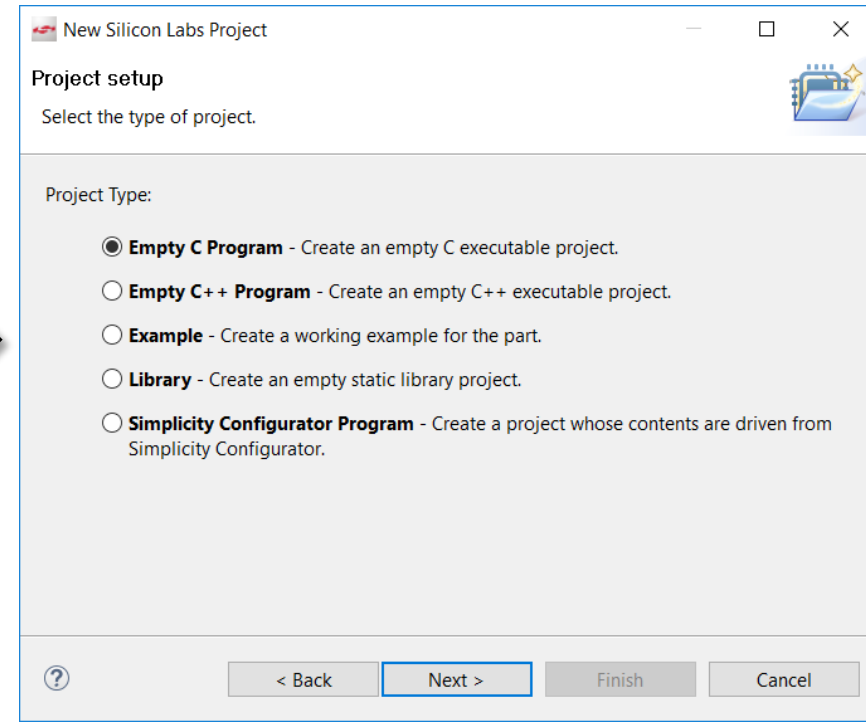 New Silicon Labs Project
Project setup
Select the type of project.
Project Type:
Empty C Program - Create an empty C executable project.
Empty C++ Program - Create an empty C++ executable project.
Example - Create a working example for the part.
Library - Create an empty static library project.
Simplicity Configurator Program - Create a project whose contents are driven from
Simplicity Configurator.
? < Back Next > Finish Cancel